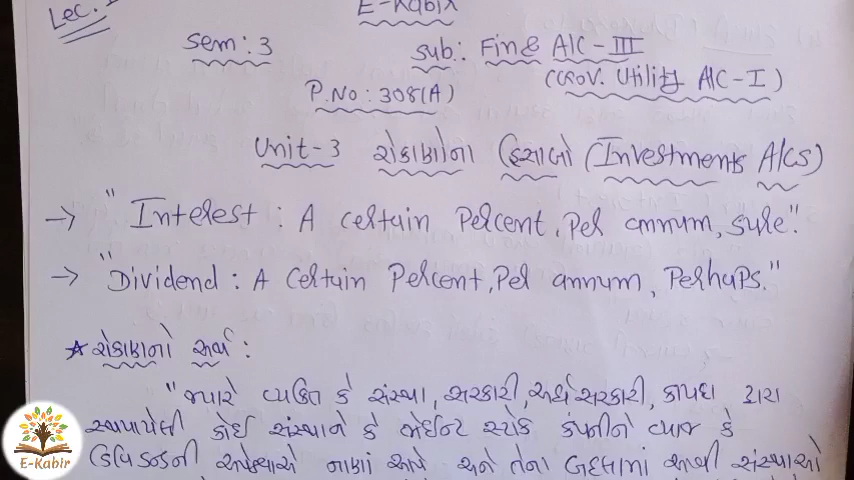 Lec.
E-Kabir
Sem : 3
Sub : Fin & A/C - III
(Gov. Utility A/C - I)
P. No : 308(A)
Unit-3 રોકાણોના હિસાબો (Investments A/CS)
→ "Interest : A certain Percent, Per annum, sure."
→ "Dividend : A Certain Percent, Per annum, Perhaps."
★ રોકાણનો અર્થ :
"જ્યારે વ્યક્તિ કે સંસ્થા, સરકારી, અર્ધસરકારી, કાયદા દ્વારા
સ્થપાયેલી કોઈ સંસ્થાને કે જોઈન્ટ સ્ટોક કંપનીને વ્યાજ કે
ડિવિડન્ડની અપેક્ષાએ નાણાં આપે અને તેના બદલામાં આવી સંસ્થાઓ
E-Kabir